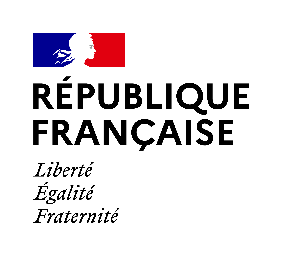 RÉPUBLIQUE
FRANÇAISE
Liberté
Égalité
Fraternité